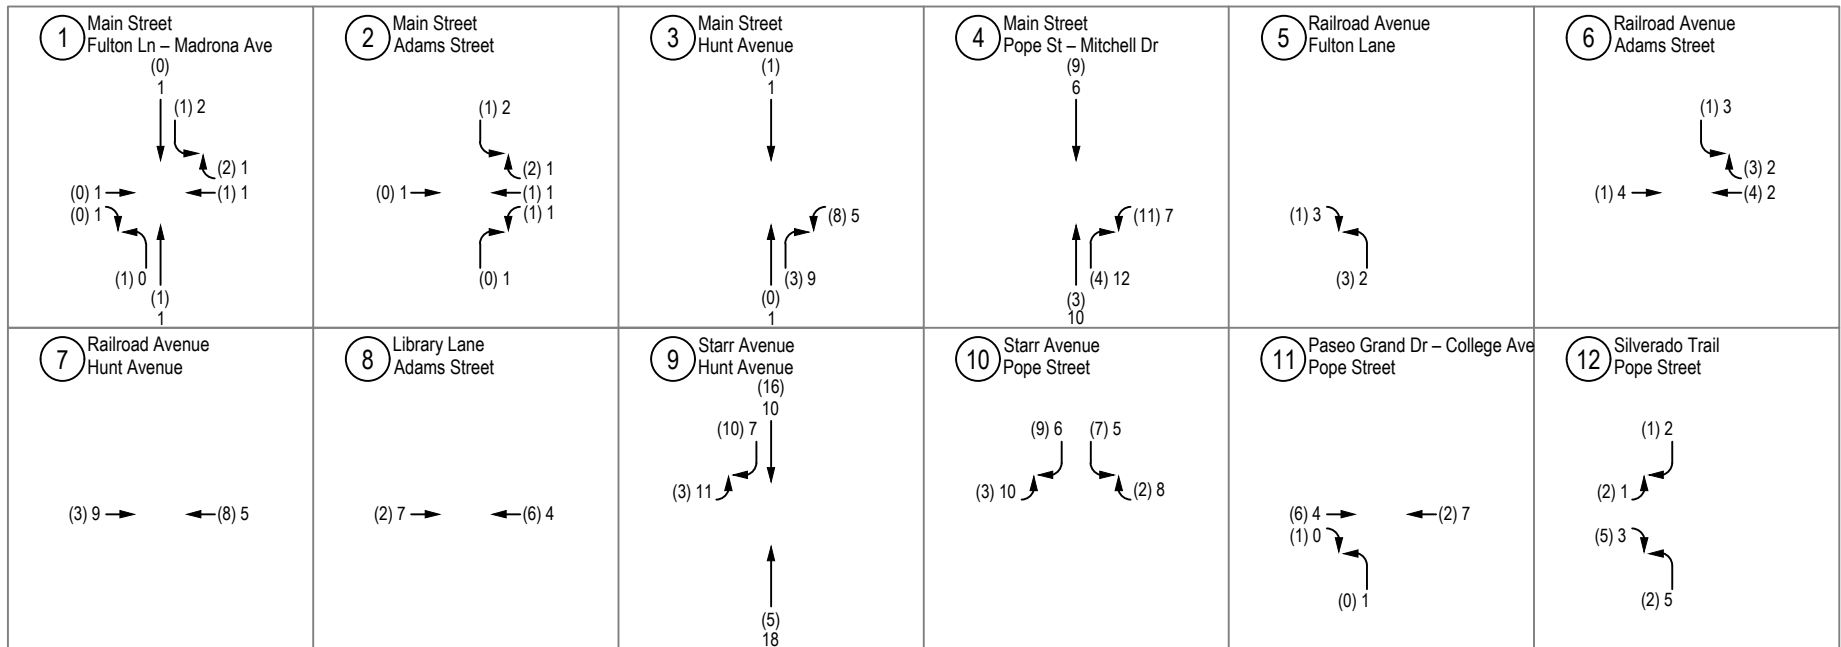 1
Main Street
Fulton Ln – Madrona Ave
(0)
1
(1) 2
(2) 1
(0) 1
(1) 1
(0) 1
(1) 0
(1)
1
2
Main Street
Adams Street
(1) 2
(2) 1
(0) 1
(1) 1
(1) 1
(0) 1
3
Main Street
Hunt Avenue
(1)
1
(8) 5
(3) 9
(0)
1
4
Main Street
Pope St – Mitchell Dr
(9)
6
(11) 7
(4) 12
(3)
10
5
Railroad Avenue
Fulton Lane
(1) 3
(3) 2
6
Railroad Avenue
Adams Street
(1) 3
(3) 2
(1) 4
(4) 2
7
Railroad Avenue
Hunt Avenue
(3) 9
(8) 5
8
Library Lane
Adams Street
(2) 7
(6) 4
9
Starr Avenue
Hunt Avenue
(16)
10
(10) 7
(3) 11
(5)
18
10
Starr Avenue
Pope Street
(9) 6
(7) 5
(3) 10
(2) 8
11
Paseo Grand Dr – College Ave
Pope Street
(6) 4
(2) 7
(1) 0
(0) 1
12
Silverado Trail
Pope Street
(1) 2
(2) 1
(5) 3
(2) 5